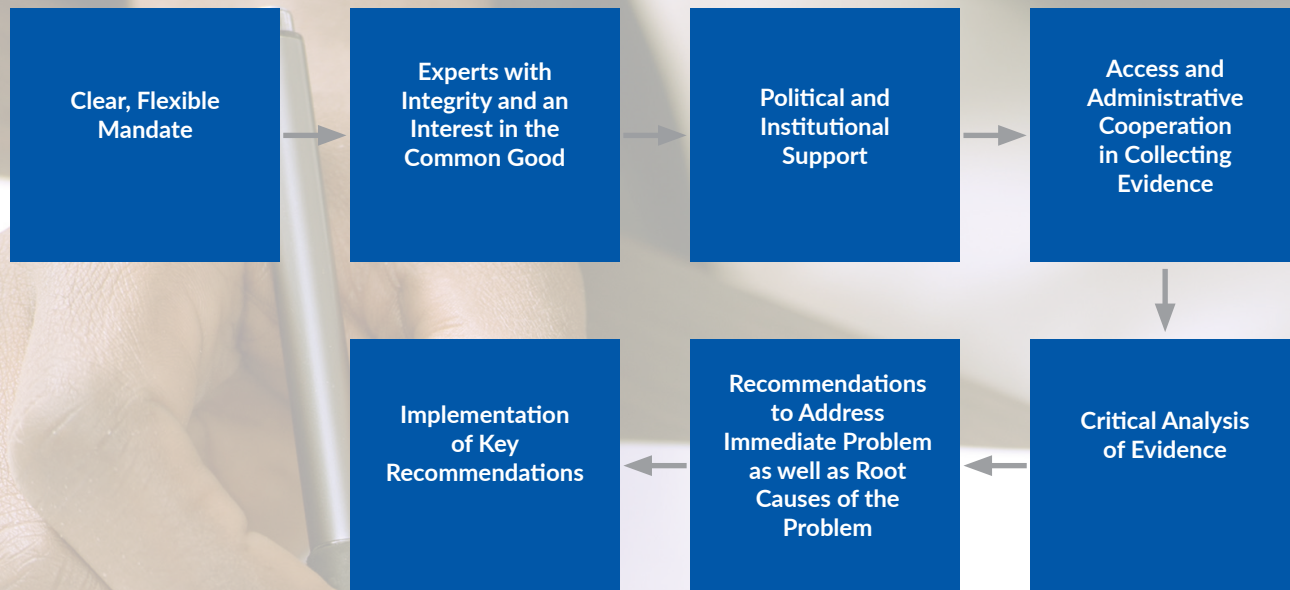 Clear, Flexible
Mandate
Experts with
Integrity and an
Interest in the
Common Good
Political and
Institutional
Support
Access and
Administrative
Cooperation
in Collecting
Evidence
Critical Analysis
of Evidence
Recommendations
to Address
Immediate Problem
as well as Root
Causes of the
Problem
Implementation
of Key
Recommendations